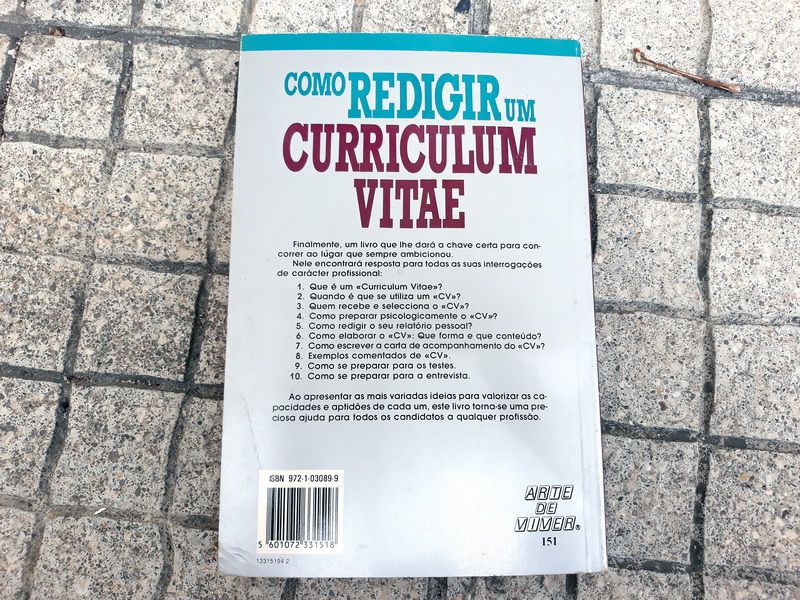 COMO REDIGIR UM
CURRICULUM
VITAE
Finalmente, um livro que lhe dará a chave certa para con-
correr ao lugar que sempre ambicionou.
Nele encontrará resposta para todas as suas interrogações
de carácter profissional:
1. Que é um «Curriculum Vitae»?
2. Quando é que se utiliza um «CV»?
3. Quem recebe e selecciona o «CV»?
4. Como preparar psicologicamente o «CV»?
5. Como redigir o seu relatório pessoal?
6. Como elaborar o «CV»: Que forma e que conteúdo?
7. Como escrever a carta de acompanhamento do «CV»?
8. Exemplos comentados de «CV».
9. Como se preparar para os testes.
10. Como se preparar para a entrevista.
Ao apresentar as mais variadas ideias para valorizar as ca-
pacidades e aptidões de cada um, este livro torna-se uma pre-
ciosa ajuda para todos os candidatos a qualquer profissão.
ISBN 972-1-03089-9
5 601072 331518
13315194 2
ARTE
DE
VIVER®
151